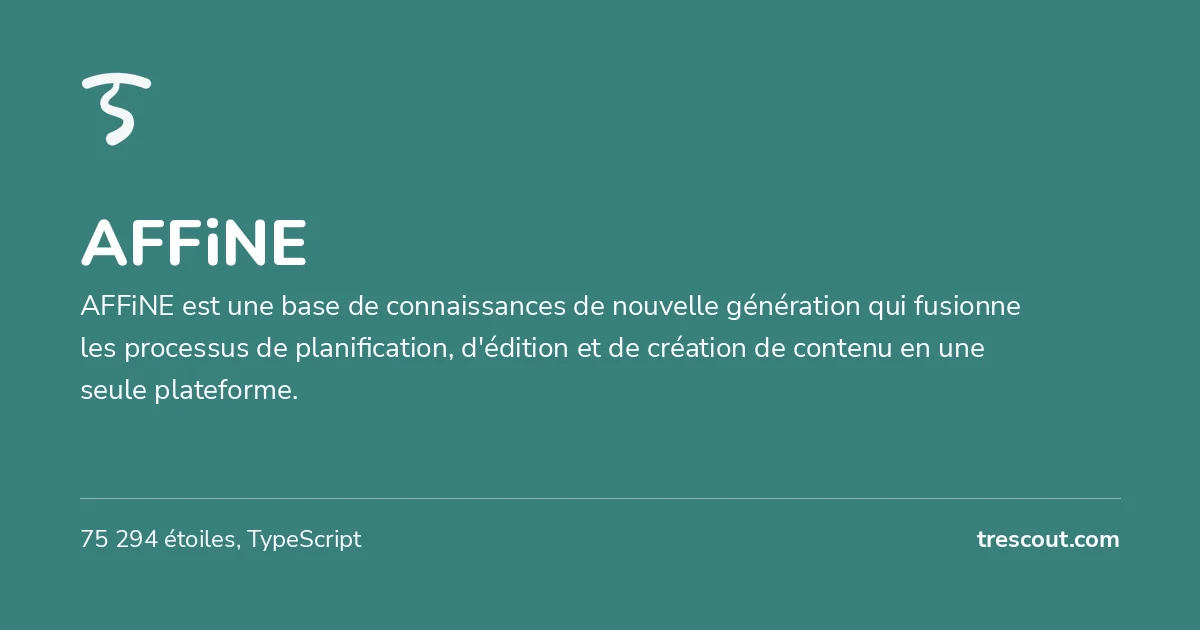 AFFiNE
AFFiNE est une base de connaissances de nouvelle génération qui fusionne
les processus de planification, d'édition et de création de contenu en une
seule plateforme.
75 294 étoiles, TypeScript
trescout.com